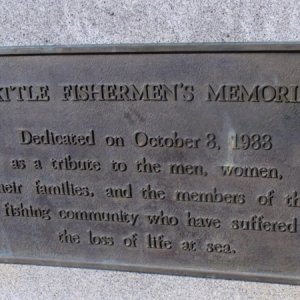 ATTLE FISHERMEN'S MEMORI
Dedicated on October 8, 1988
as a tribute to the men, women,
heir families, and the members of th
fishing community who have suffered
the loss of life at sea.